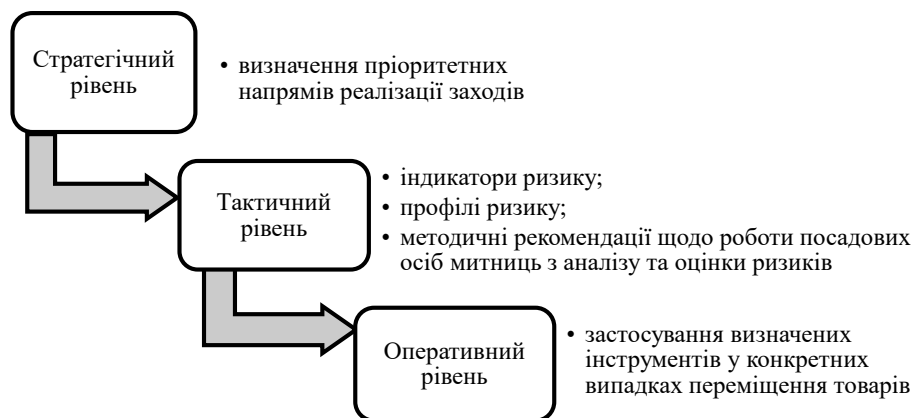 Стратегічний
рівень
• визначення пріоритетних
напрямів реалізації заходів
Тактичний
рівень
• індикатори ризику;
• профілі ризику;
• методичні рекомендації щодо роботи посадових
осіб митниць з аналізу та оцінки ризиків
Оперативний
рівень
• застосування визначених
інструментів у конкретних
випадках переміщення товарів